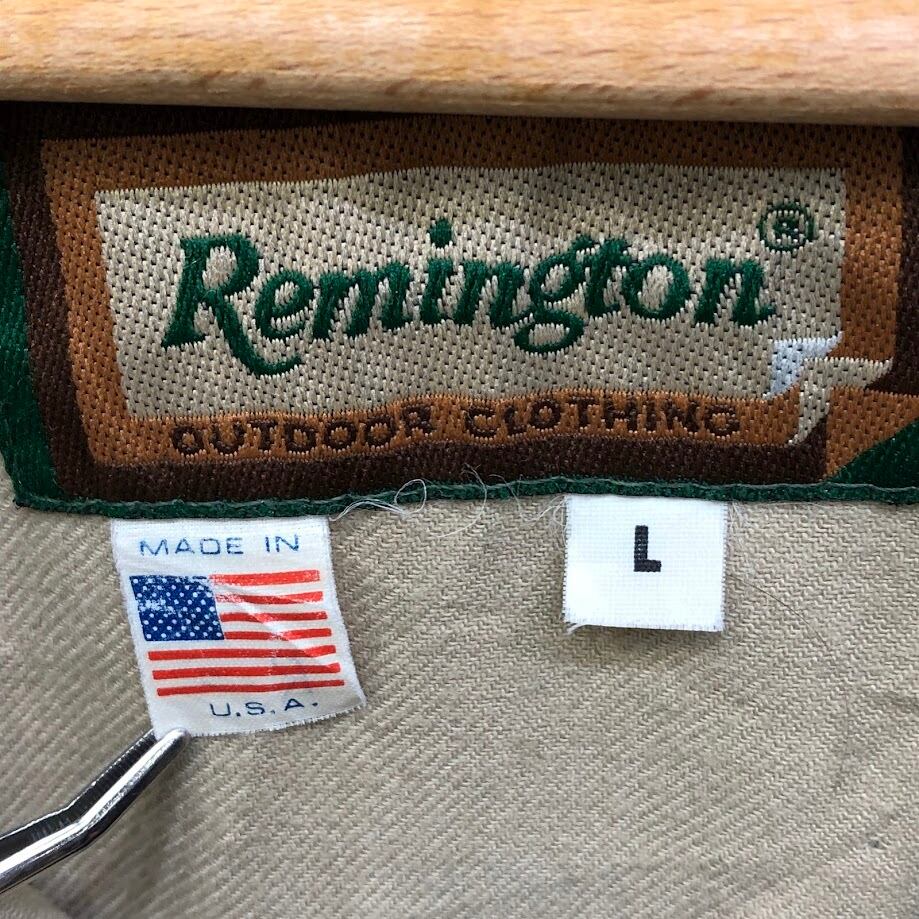 Remington®
OUTDOOR CLOTHING
MADE IN
U.S.A.
L